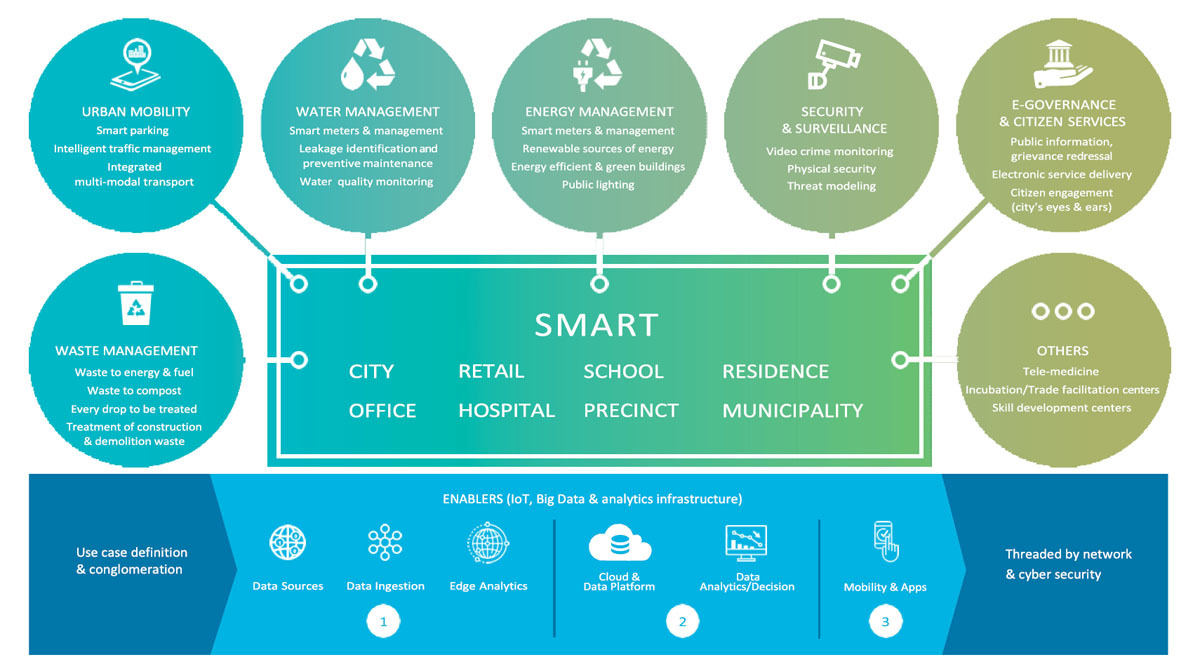 URBAN MOBILITY
Smart parking
Intelligent traffic management
Integrated
multi-modal transport
WATER MANAGEMENT
Smart meters & management
Leakage identification and
preventive maintenance
Water quality monitoring
ENERGY MANAGEMENT
Smart meters & management
Renewable sources of energy
Energy efficient & green buildings
Public lighting
SECURITY
& SURVEILLANCE
Video crime monitoring
Physical security
Threat modeling
E-GOVERNANCE
& CITIZEN SERVICES
Public information,
grievance redressal
Electronic service delivery
Citizen engagement
(city's eyes & ears)
WASTE MANAGEMENT
Waste to energy & fuel
Waste to compost
Every drop to be treated
Treatment of construction
& demolition waste
SMART
CITY RETAIL SCHOOL RESIDENCE
OFFICE HOSPITAL PRECINCT MUNICIPALITY
OTHERS
Tele-medicine
Incubation/Trade facilitation centers
Skill development centers
Use case definition
& conglomeration
ENABLERS (IoT, Big Data & analytics infrastructure)
Data Sources
Data Ingestion
Edge Analytics
1
Cloud &
Data Platform
Data
Analytics/Decision
2
Mobility & Apps
3
Threaded by network
& cyber security